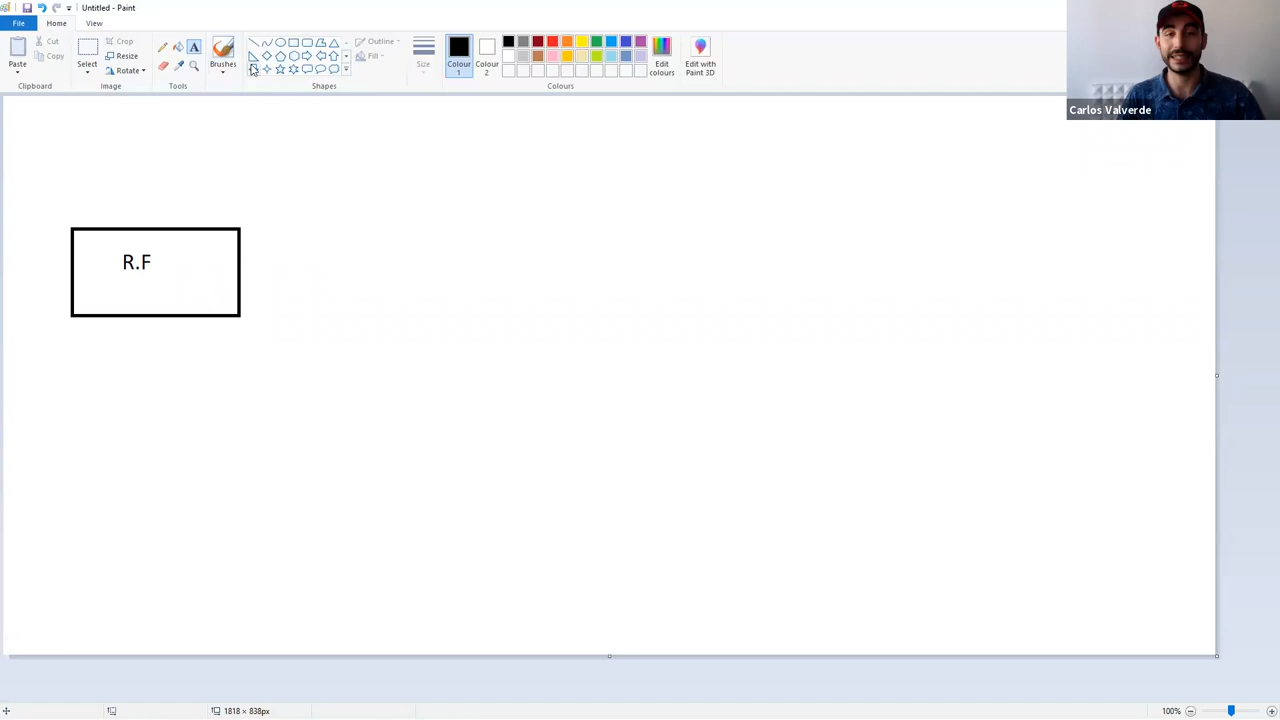 Untitled - Paint
File Home View
Paste
Cut
Copy
Clipboard
Select
Crop
Resize
Rotate
Image
A
Tools
Brushes
Outline
Fill
Shapes
Size
Colour 1
Colour 2
Edit colours
Edit with Paint 3D
Colours
Carlos Valverde
R.F
1818 × 838px
100%